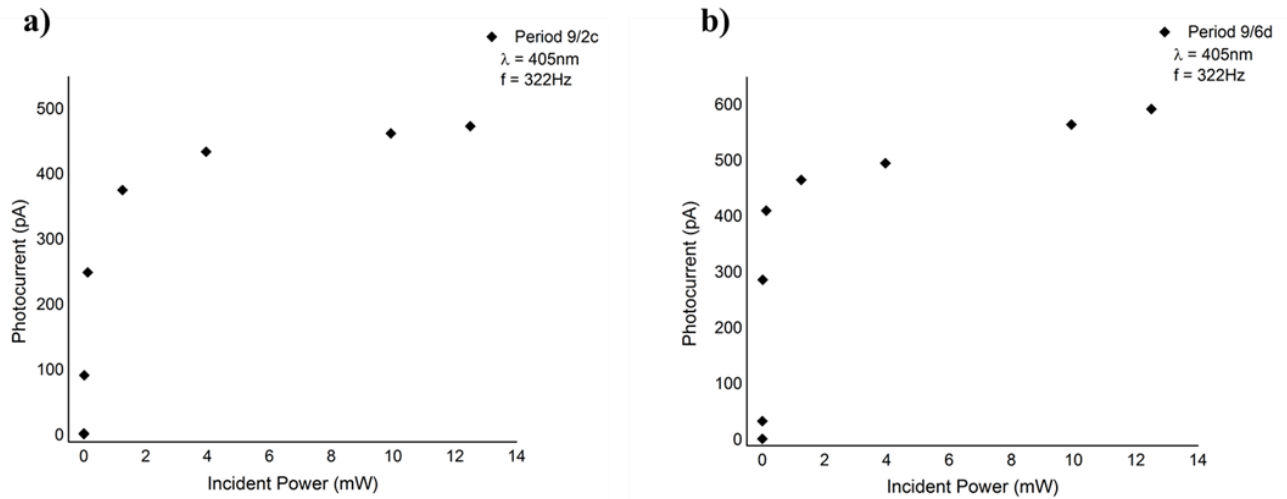 a)
◆ Period 9/2c
λ = 405nm
f = 322Hz
Photocurrent (pA)
500
400
300
200
100
0
0 2 4 6 8 10 12 14
Incident Power (mW)
b)
◆ Period 9/6d
λ = 405nm
f = 322Hz
Photocurrent (pA)
600
500
400
300
200
100
0
0 2 4 6 8 10 12 14
Incident Power (mW)